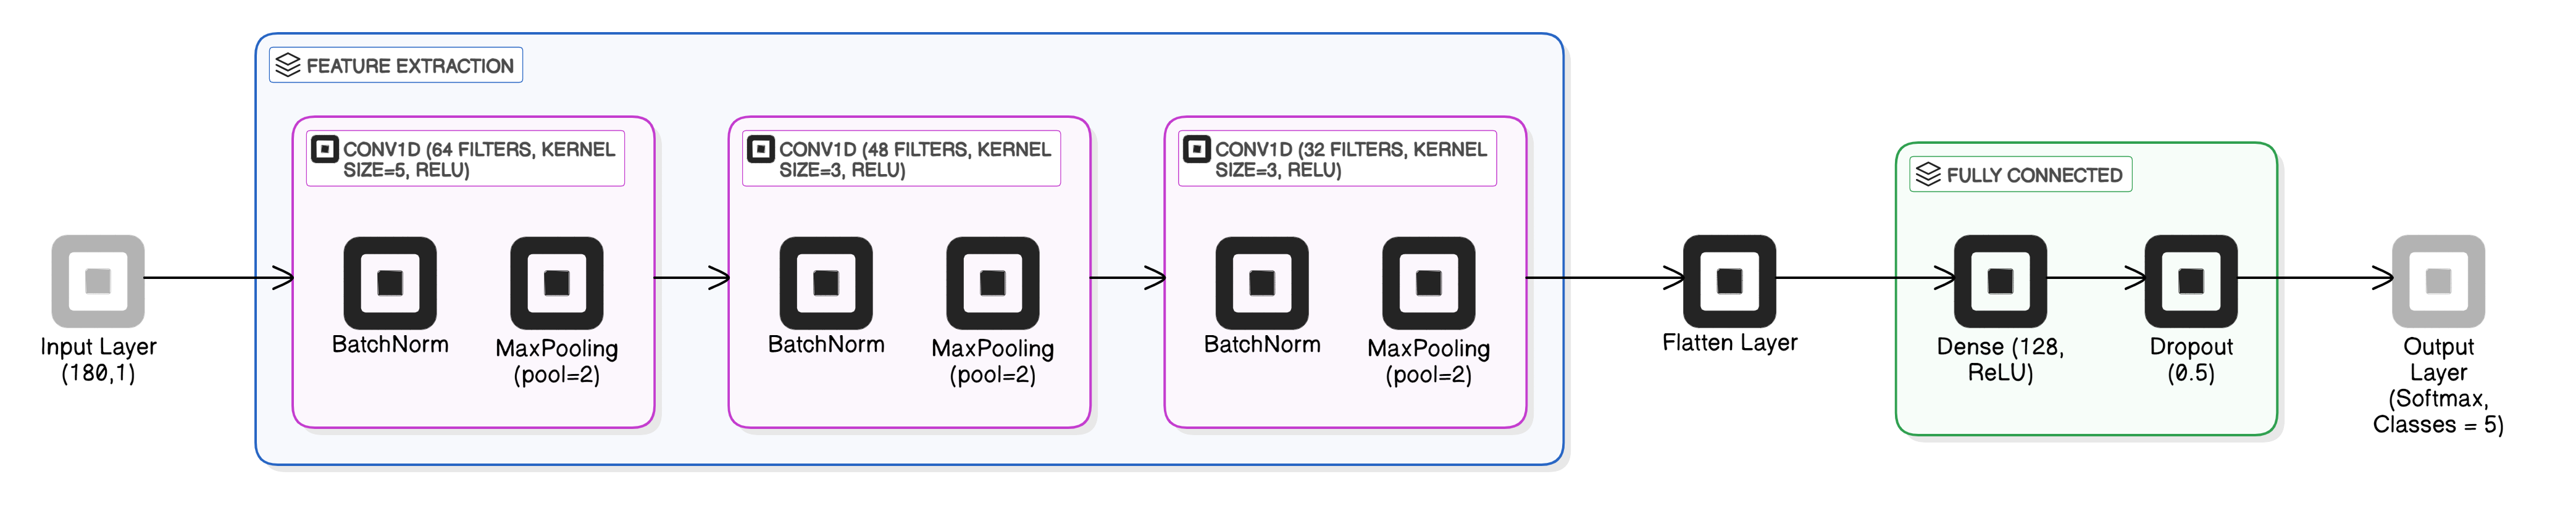 FEATURE EXTRACTION
CONV1D (64 FILTERS, KERNEL
SIZE=5, RELU)
CONV1D (48 FILTERS, KERNEL
SIZE=3, RELU)
CONV1D (32 FILTERS, KERNEL
SIZE=3, RELU)
FULLY CONNECTED
Input Layer
(180,1)
BatchNorm
MaxPooling
(pool=2)
BatchNorm
MaxPooling
(pool=2)
BatchNorm
MaxPooling
(pool=2)
Flatten Layer
Dense (128,
ReLU)
Dropout
(0.5)
Output
Layer
(Softmax,
Classes = 5)